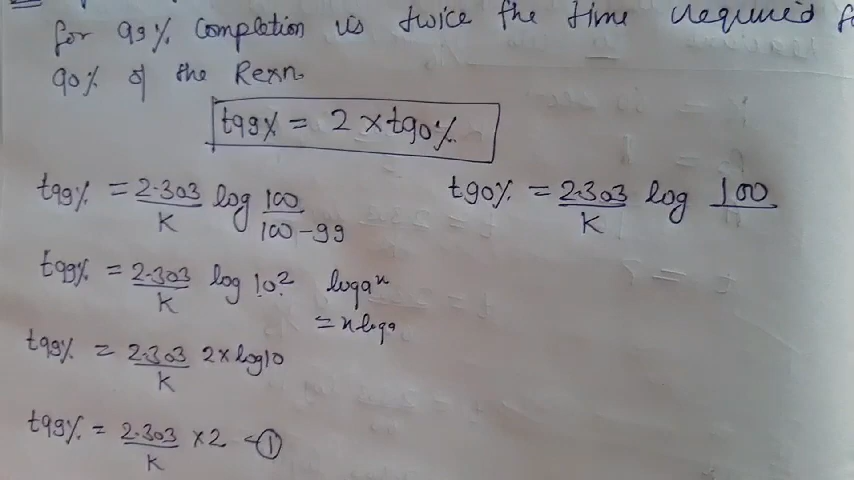 for 99% Completion is twice the time required
90% of the Rexn.
t99% = 2 x t90%
t99% = 2.303/K log 100/100-99
t99% = 2.303/K log 10² logaˣ
= x loga
t99% = 2.303/K 2 x log10
t99% = 2.303/K x 2 —①
t90% = 2.303/K log 100/